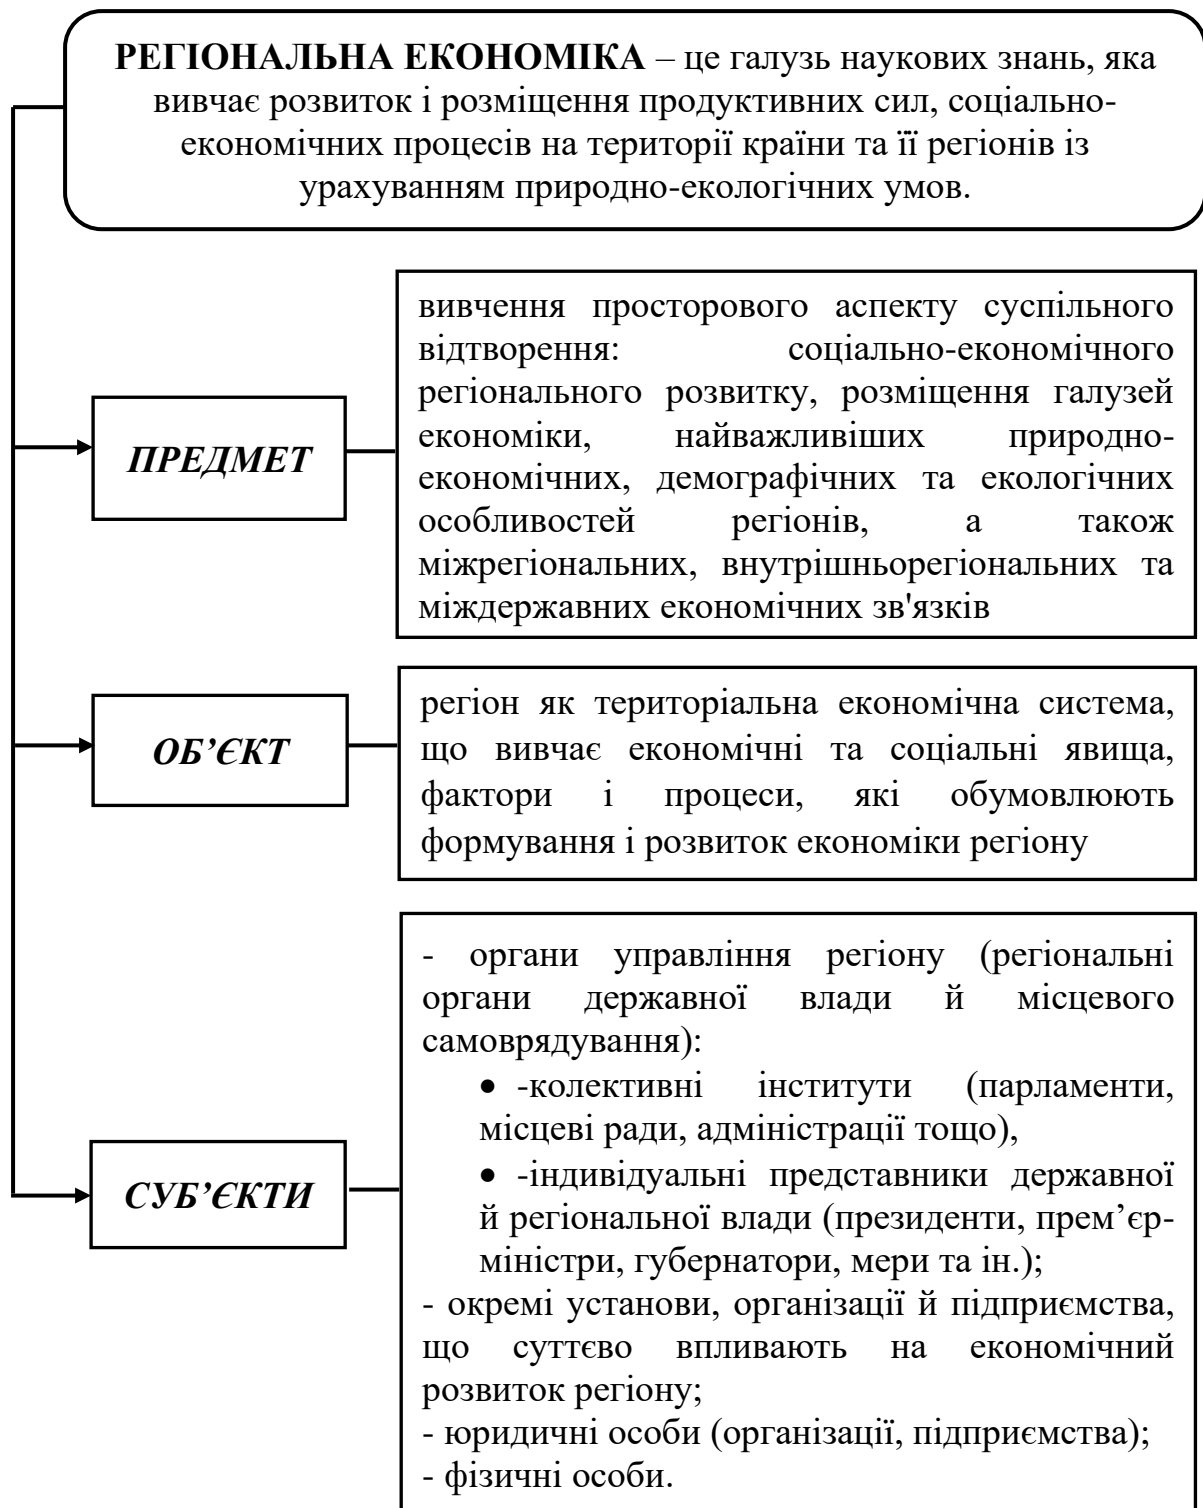 РЕГІОНАЛЬНА ЕКОНОМІКА – це галузь наукових знань, яка
вивчає розвиток і розміщення продуктивних сил, соціально-
економічних процесів на території країни та її регіонів із
урахуванням природно-екологічних умов.
ПРЕДМЕТ
вивчення просторового аспекту суспільного
відтворення: соціально-економічного
регіонального розвитку, розміщення галузей
економіки, найважливіших природно-
економічних, демографічних та екологічних
особливостей регіонів, а також
міжрегіональних, внутрішньорегіональних та
міждержавних економічних зв'язків
ОБ’ЄКТ
регіон як територіальна економічна система,
що вивчає економічні та соціальні явища,
фактори і процеси, які обумовлюють
формування і розвиток економіки регіону
СУБ’ЄКТИ
- органи управління регіону (регіональні
органи державної влади й місцевого
самоврядування):
• -колективні інститути (парламенти,
місцеві ради, адміністрації тощо),
• -індивідуальні представники державної
й регіональної влади (президенти, прем’єр-
міністри, губернатори, мери та ін.);
- окремі установи, організації й підприємства,
що суттєво впливають на економічний
розвиток регіону;
- юридичні особи (організації, підприємства);
- фізичні особи.